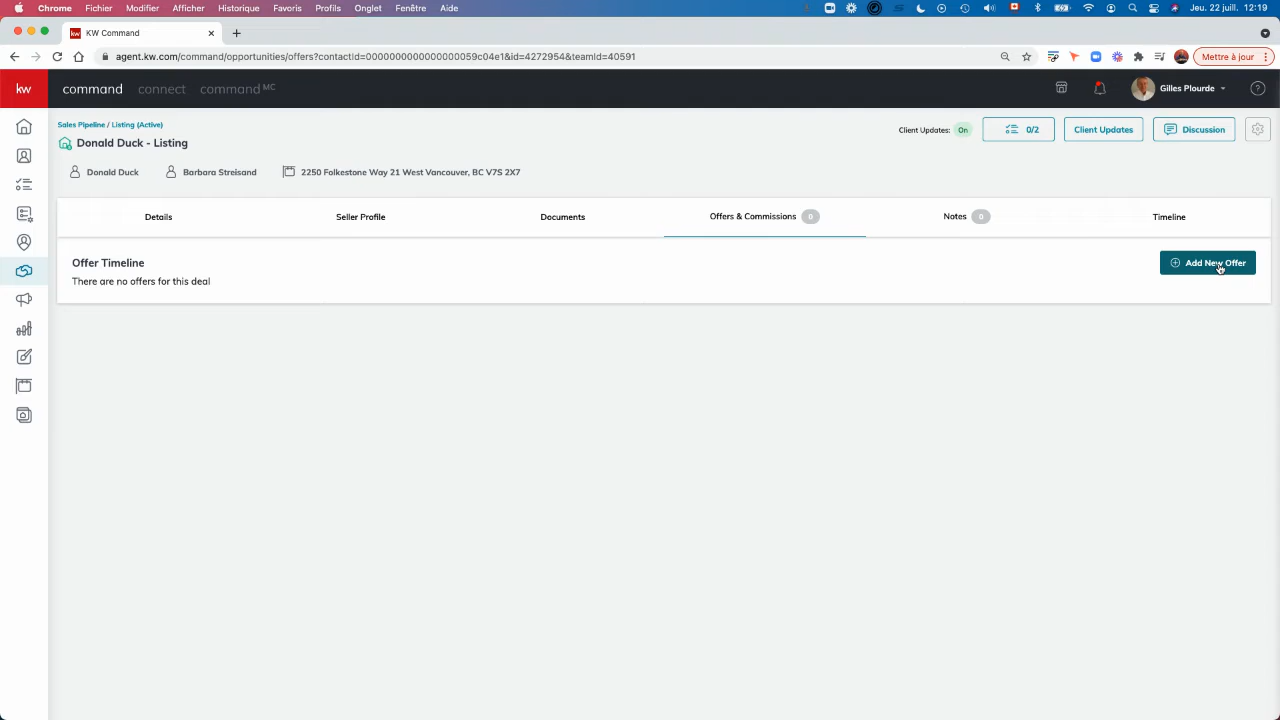 Chrome Fichier Modifier Afficher Historique Favoris Profils Onglet Fenêtre Aide Jeu. 22 juill. 12:19
kw KW Command
agent.kw.com/command/opportunities/offers?contactId=0000000000000000059c04e1&id=4272954&teamId=40591 Mettre à jour
kw command connect command MC Gilles Plourde
Sales Pipeline / Listing (Active)
Donald Duck - Listing
Client Updates: On 0/2 Client Updates Discussion
Donald Duck Barbara Streisand 2250 Folkestone Way 21 West Vancouver, BC V7S 2X7
Details Seller Profile Documents Offers & Commissions 0 Notes 0 Timeline
Offer Timeline Add New Offer
There are no offers for this deal